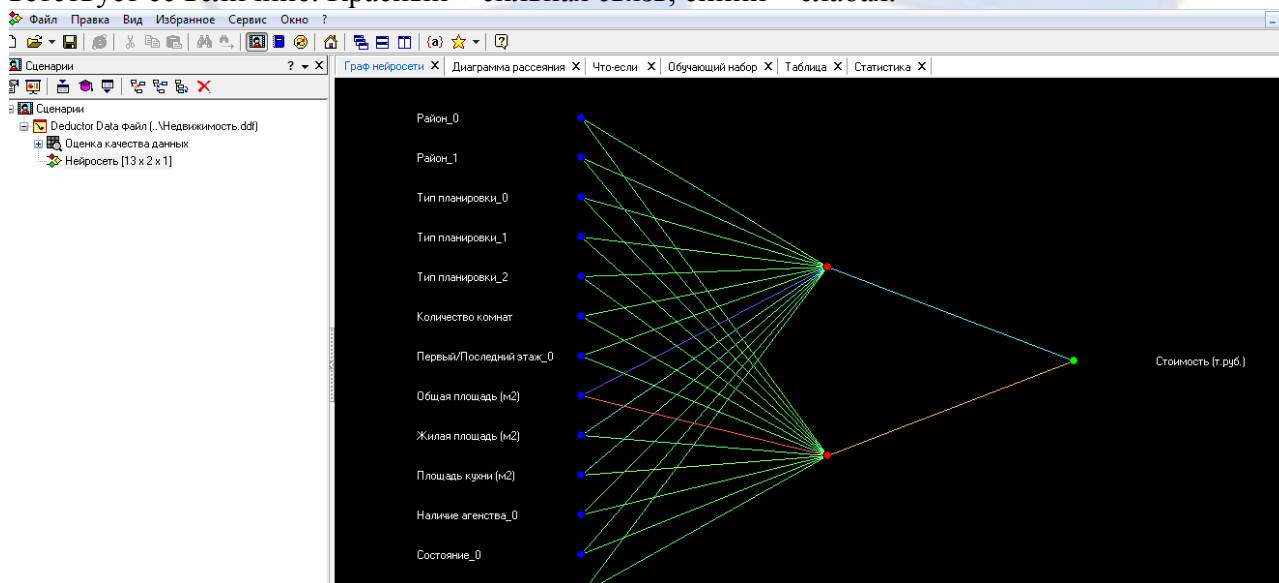 Файл Правка Вид Избранное Сервис Окно ?
Сценарии
Сценарии
Deductor Data файл (..\Недвижимость.ddf)
Оценка качества данных
Нейросеть [13 x 2 x 1]
Граф нейросети X Диаграмма рассеяния X Что-если X Обучающий набор X Таблица X Статистика X
Район_0
Район_1
Тип планировки_0
Тип планировки_1
Тип планировки_2
Количество комнат
Первый/Последний этаж_0
Общая площадь (м2)
Жилая площадь (м2)
Площадь кухни (м2)
Наличие агенства_0
Состояние_0
Стоимость (т.руб.)